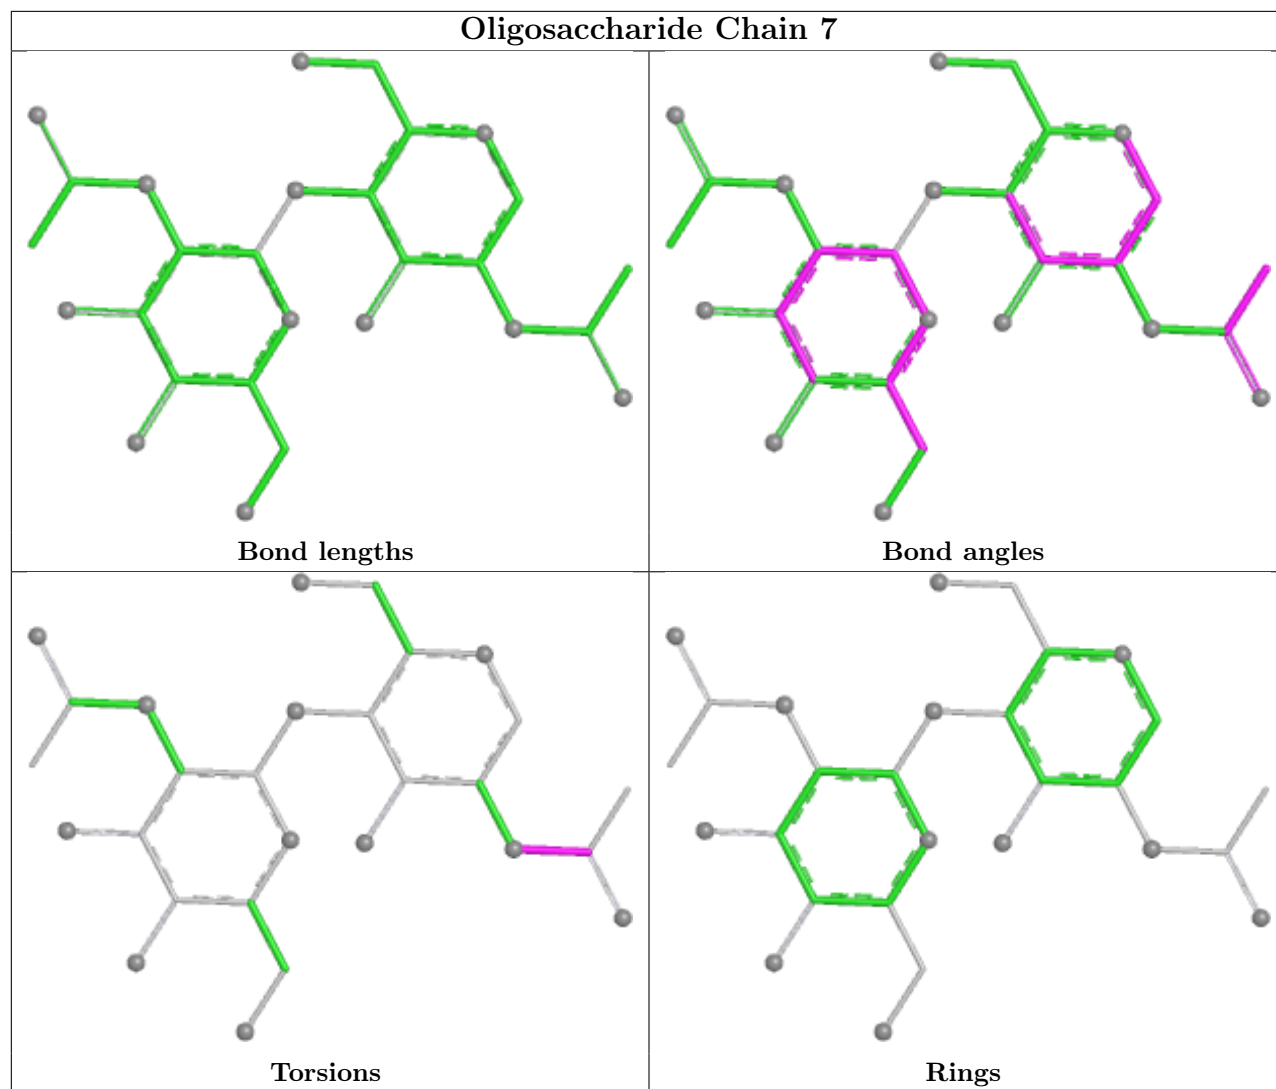 Oligosaccharide Chain 7
Bond lengths
Bond angles
Torsions
Rings